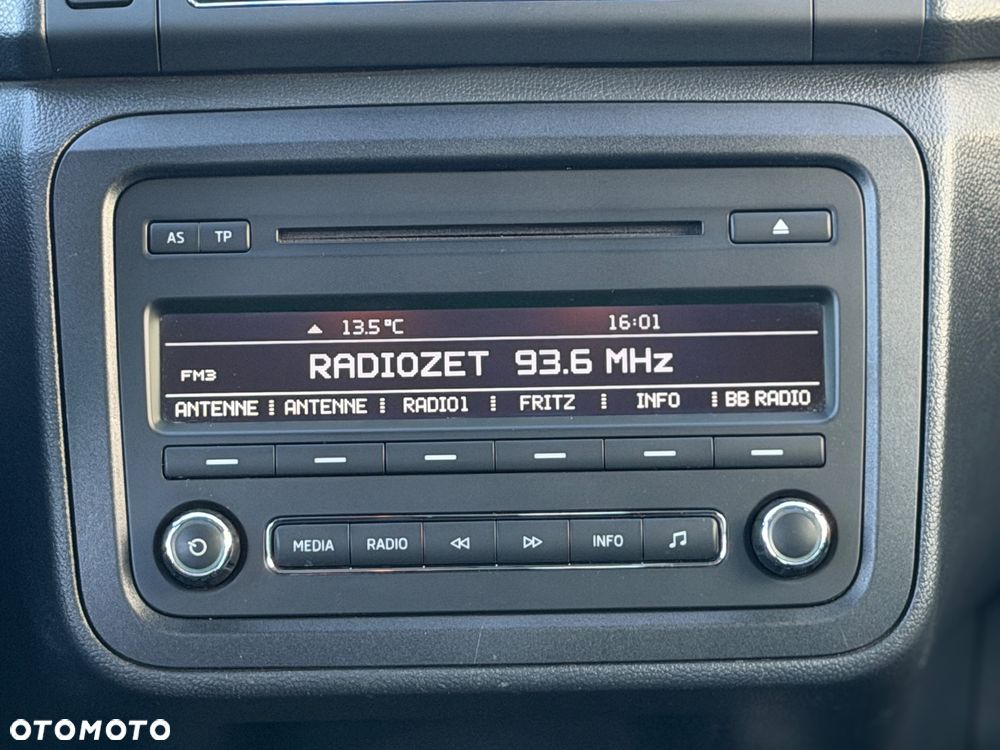 AS TP
13.5°C 16:01
FM3 RADIOZET 93.6 MHz
ANTENNE ANTENNE RADIO1 FRITZ INFO BB RADIO
MEDIA RADIO INFO
OTOMOTO